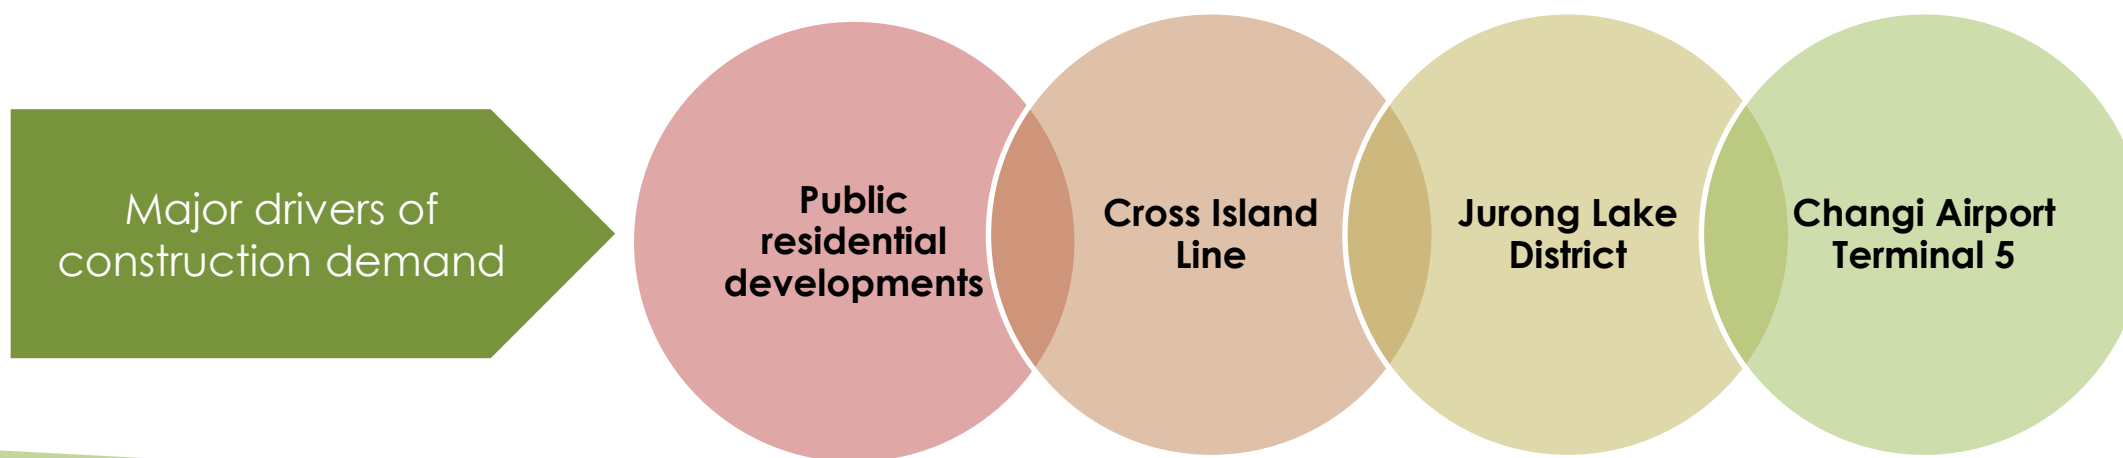 Major drivers of
construction demand
Public
residential
developments
Cross Island
Line
Jurong Lake
District
Changi Airport
Terminal 5